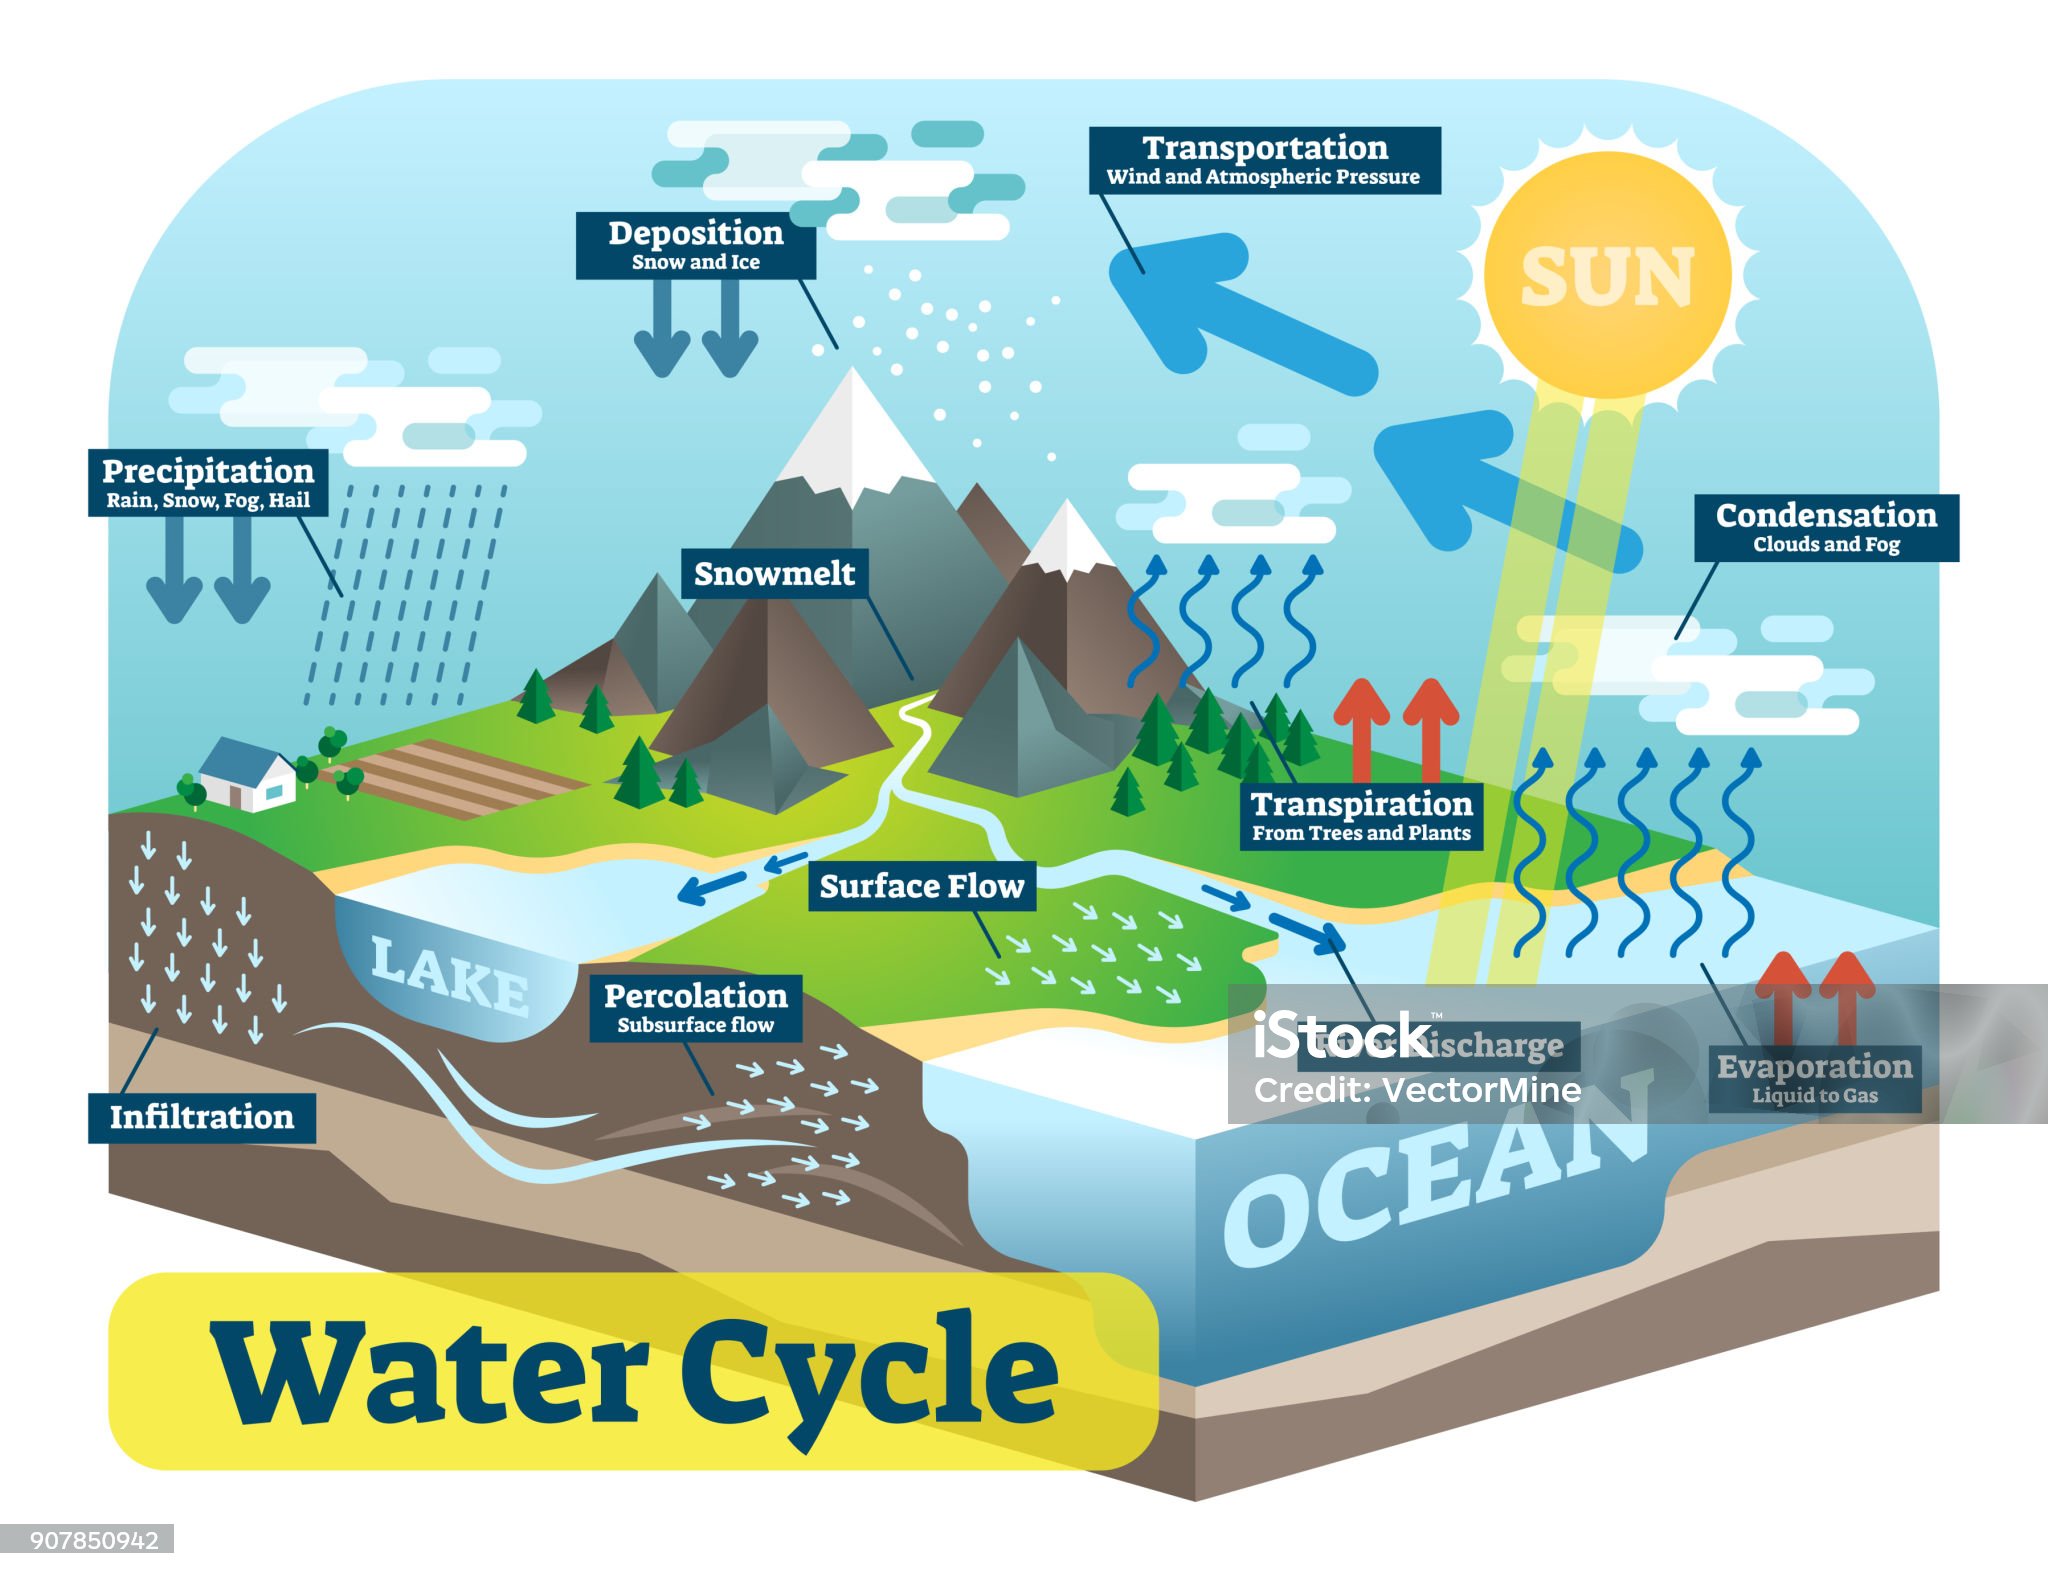 Transportation
Wind and Atmospheric Pressure
SUN
Deposition
Snow and Ice
Precipitation
Rain, Snow, Fog, Hail
Condensation
Clouds and Fog
Snowmelt
Transpiration
From Trees and Plants
Surface Flow
LAKE
Percolation
Subsurface flow
River Discharge
iStock™
Credit: VectorMine
Evaporation
Liquid to Gas
Infiltration
OCEAN
Water Cycle
907850942